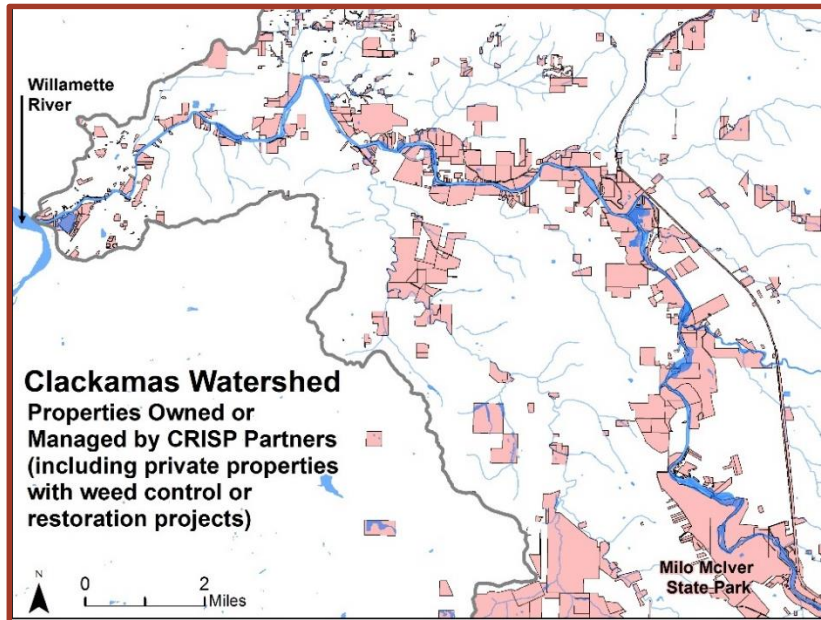 Willamette
River
Clackamas Watershed
Properties Owned or
Managed by CRISP Partners
(including private properties
with weed control or
restoration projects)
Milo McIver
State Park
N
0 2
Miles